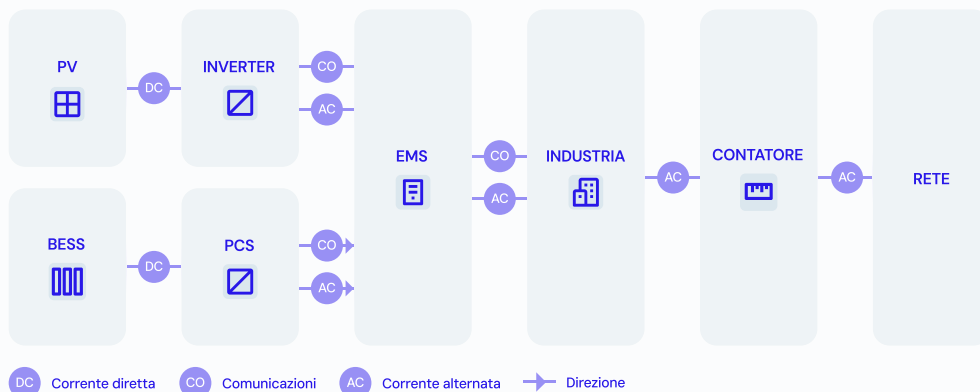 PV
DC
INVERTER
CO
AC
BESS
DC
PCS
CO
AC
EMS
CO
AC
INDUSTRIA
AC
CONTATORE
AC
RETE
DC Corrente diretta
CO Comunicazioni
AC Corrente alternata
Direzione